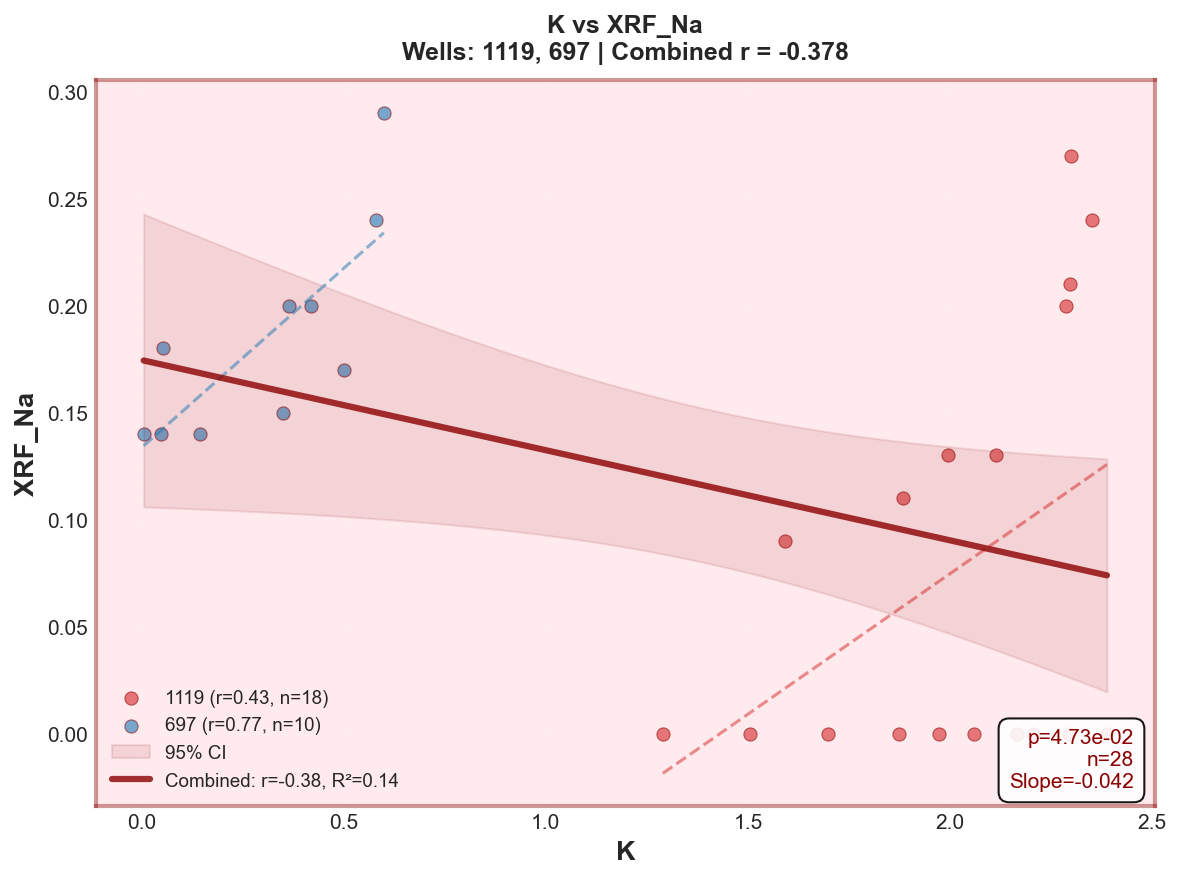 K vs XRF_Na
Wells: 1119, 697 | Combined r = -0.378
XRF_Na
0.30
0.25
0.20
0.15
0.10
0.05
0.00
1119 (r=0.43, n=18)
697 (r=0.77, n=10)
95% CI
Combined: r=-0.38, R²=0.14
p=4.73e-02
n=28
Slope=-0.042
0.0
0.5
1.0
1.5
2.0
2.5
K